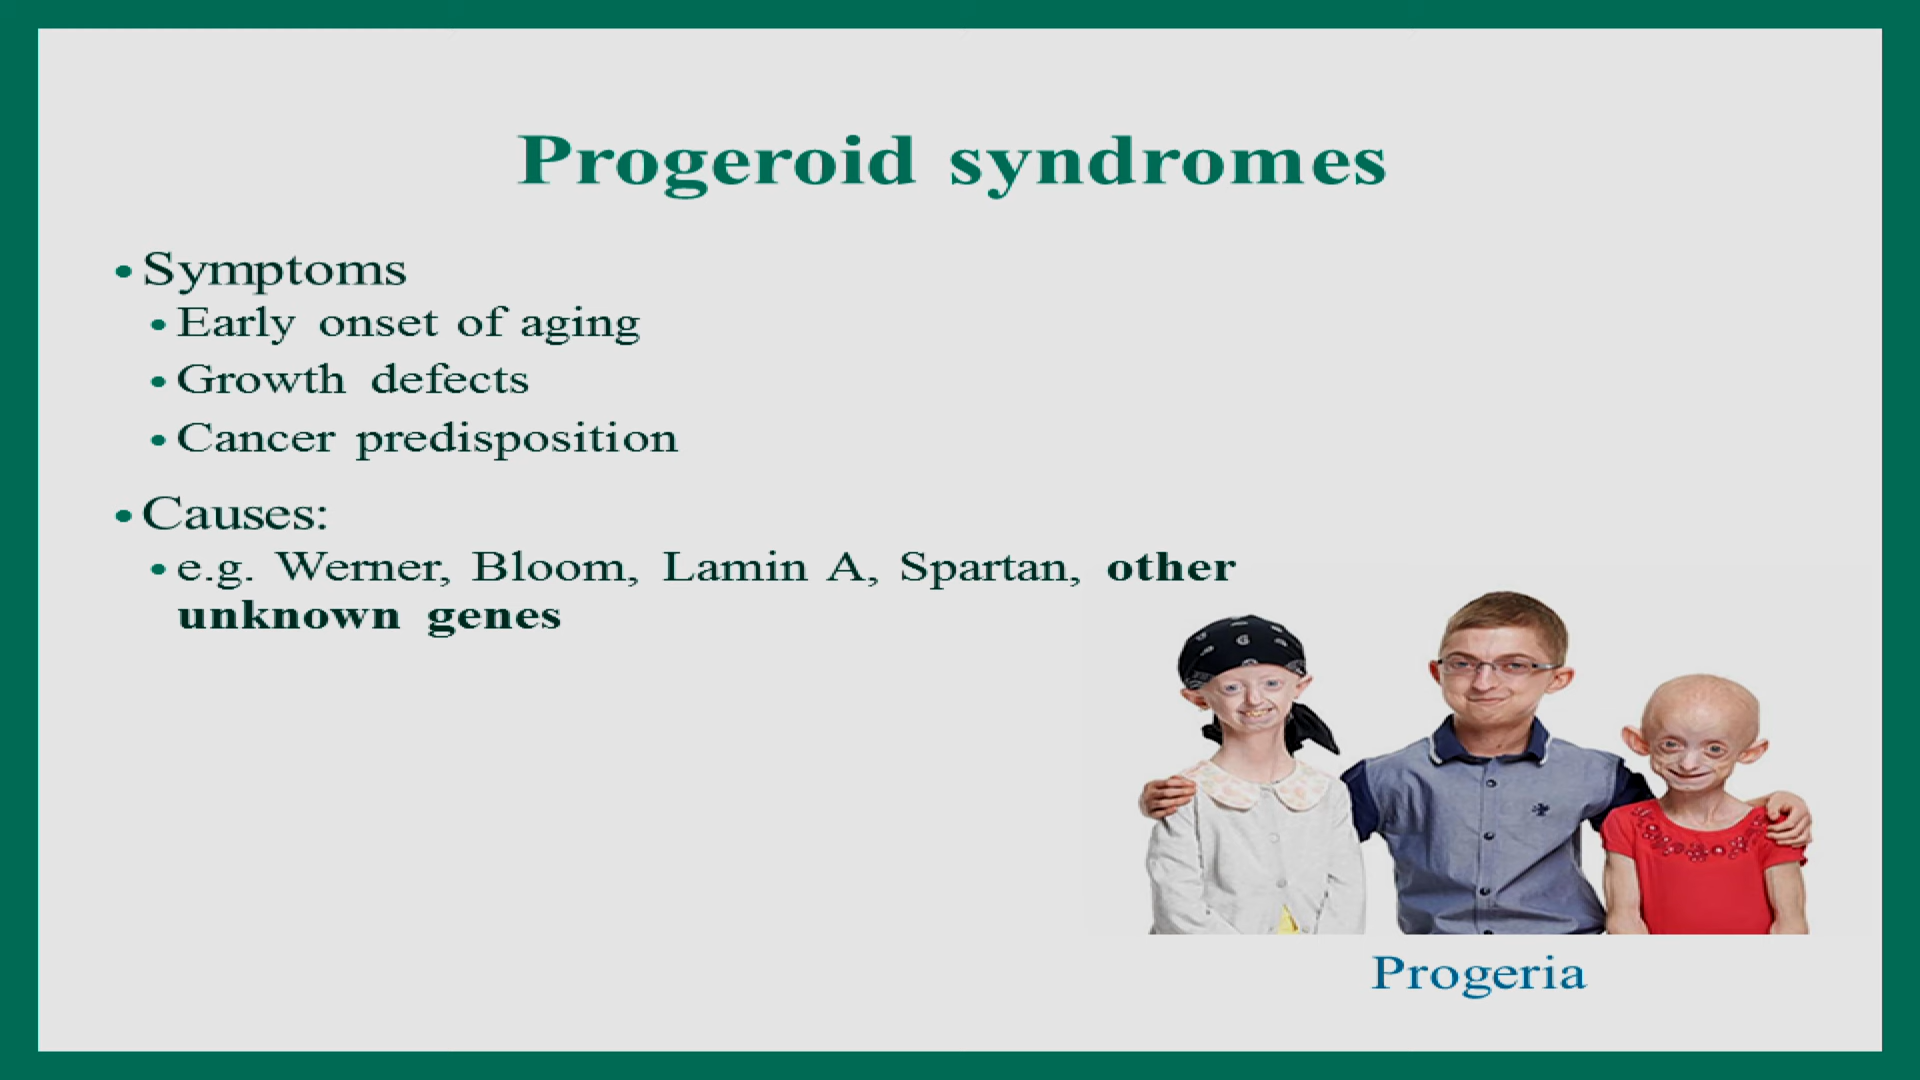 Progeroid syndromes
• Symptoms
• Early onset of aging
• Growth defects
• Cancer predisposition
• Causes:
• e.g. Werner, Bloom, Lamin A, Spartan, other
unknown genes
Progeria